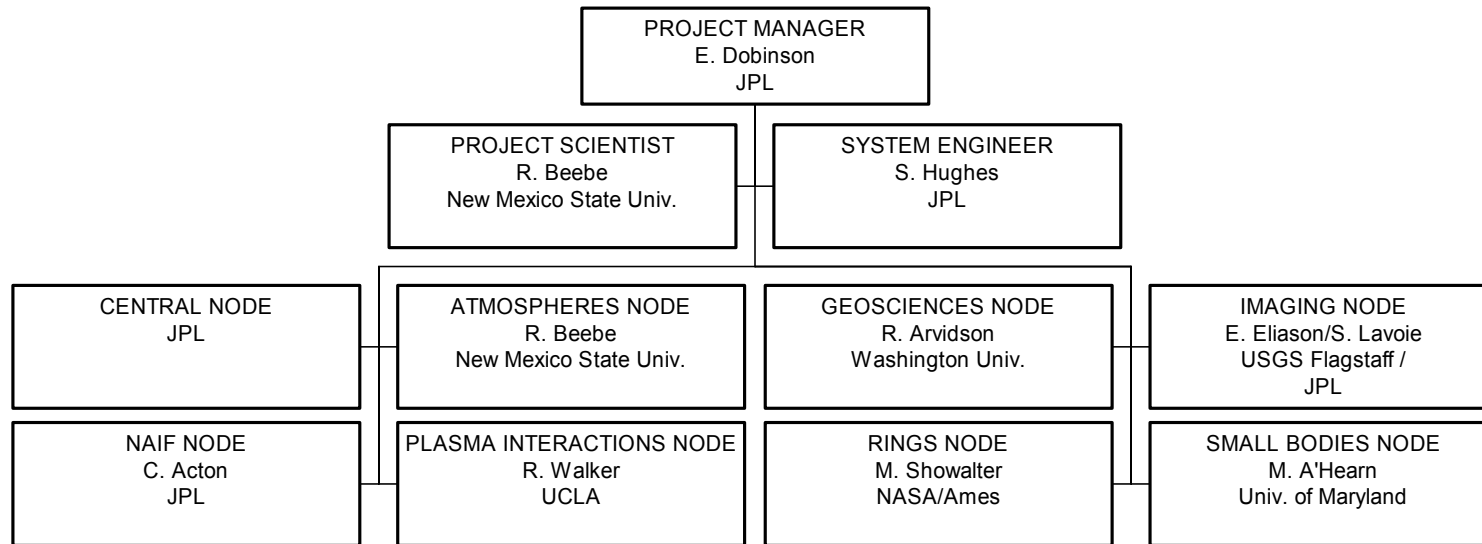 PROJECT MANAGER
E. Dobinson
JPL
PROJECT SCIENTIST
R. Beebe
New Mexico State Univ.
SYSTEM ENGINEER
S. Hughes
JPL
CENTRAL NODE
JPL
ATMOSPHERES NODE
R. Beebe
New Mexico State Univ.
GEOSCIENCES NODE
R. Arvidson
Washington Univ.
IMAGING NODE
E. Eliason/S. Lavoie
USGS Flagstaff /
JPL
NAIF NODE
C. Acton
JPL
PLASMA INTERACTIONS NODE
R. Walker
UCLA
RINGS NODE
M. Showalter
NASA/Ames
SMALL BODIES NODE
M. A'Hearn
Univ. of Maryland